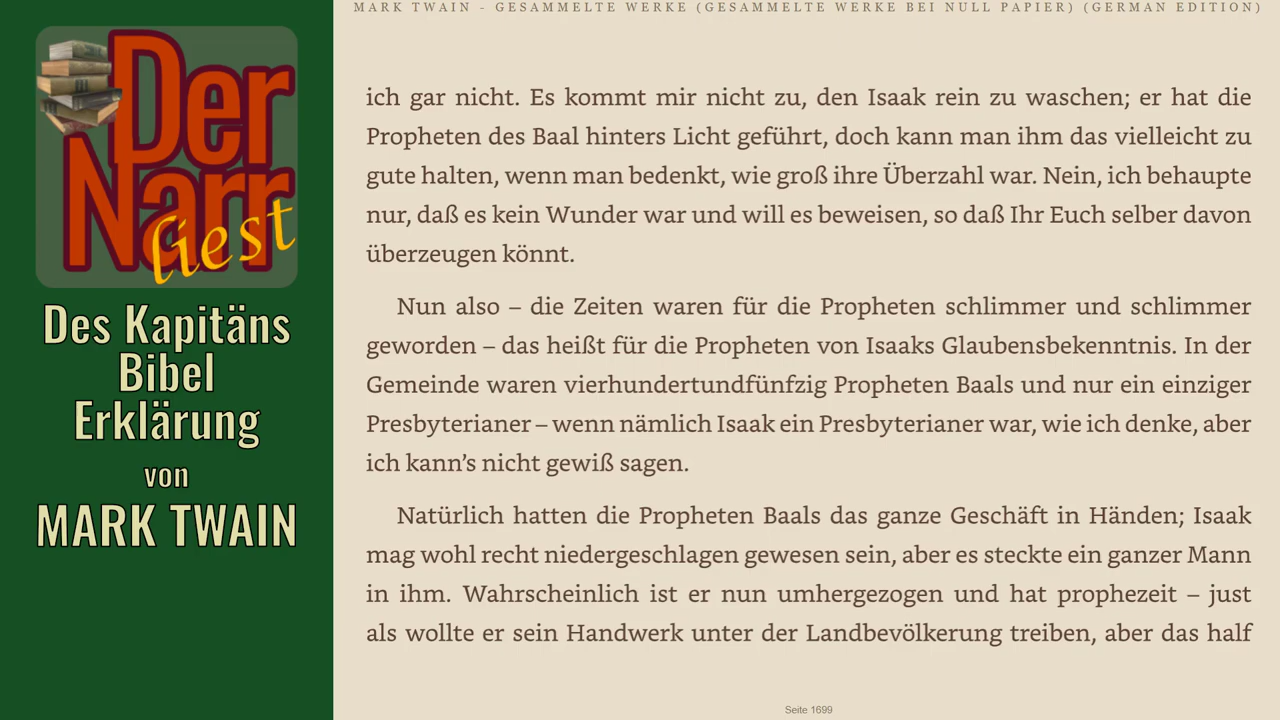 MARK TWAIN - GESAMMELTE WERKE (GESAMMELTE WERKE BEI NULL PAPIER) (GERMAN EDITION)
Der
Narr
liest
Des Kapitäns
Bibel
Erklärung
von
MARK TWAIN
ich gar nicht. Es kommt mir nicht zu, den Isaak rein zu waschen; er hat die
Propheten des Baal hinters Licht geführt, doch kann man ihm das vielleicht zu
gute halten, wenn man bedenkt, wie groß ihre Überzahl war. Nein, ich behaupte
nur, daß es kein Wunder war und will es beweisen, so daß Ihr Euch selber davon
überzeugen könnt.
Nun also – die Zeiten waren für die Propheten schlimmer und schlimmer
geworden – das heißt für die Propheten von Isaaks Glaubensbekenntnis. In der
Gemeinde waren vierhundertundfünfzig Propheten Baals und nur ein einziger
Presbyterianer – wenn nämlich Isaak ein Presbyterianer war, wie ich denke, aber
ich kann’s nicht gewiß sagen.
Natürlich hatten die Propheten Baals das ganze Geschäft in Händen; Isaak
mag wohl recht niedergeschlagen gewesen sein, aber es steckte ein ganzer Mann
in ihm. Wahrscheinlich ist er nun umhergezogen und hat prophezeit – just
als wollte er sein Handwerk unter der Landbevölkerung treiben, aber das half
Seite 1699